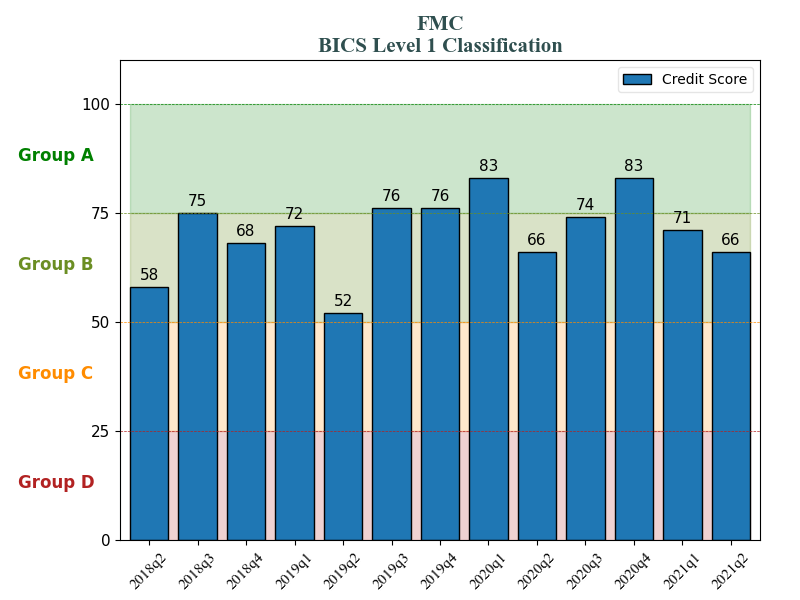 FMC
BICS Level 1 Classification
Credit Score
100
Group A
83
83
75
76
76
74
75
72
71
68
66
66
Group B
58
52
50
Group C
25
Group D
0
2018q2
2018q3
2018q4
2019q1
2019q2
2019q3
2019q4
2020q1
2020q2
2020q3
2020q4
2021q1
2021q2